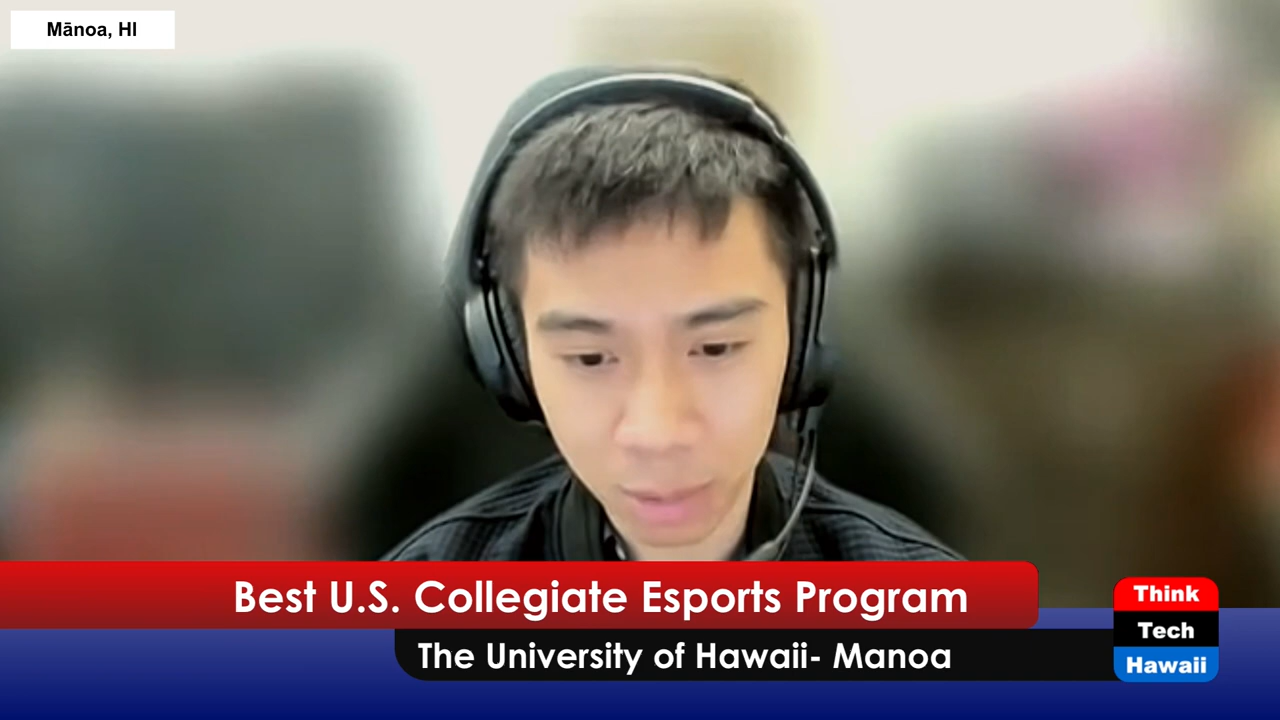 Mānoa, HI
Best U.S. Collegiate Esports Program
The University of Hawaii- Manoa
Think
Tech
Hawaii